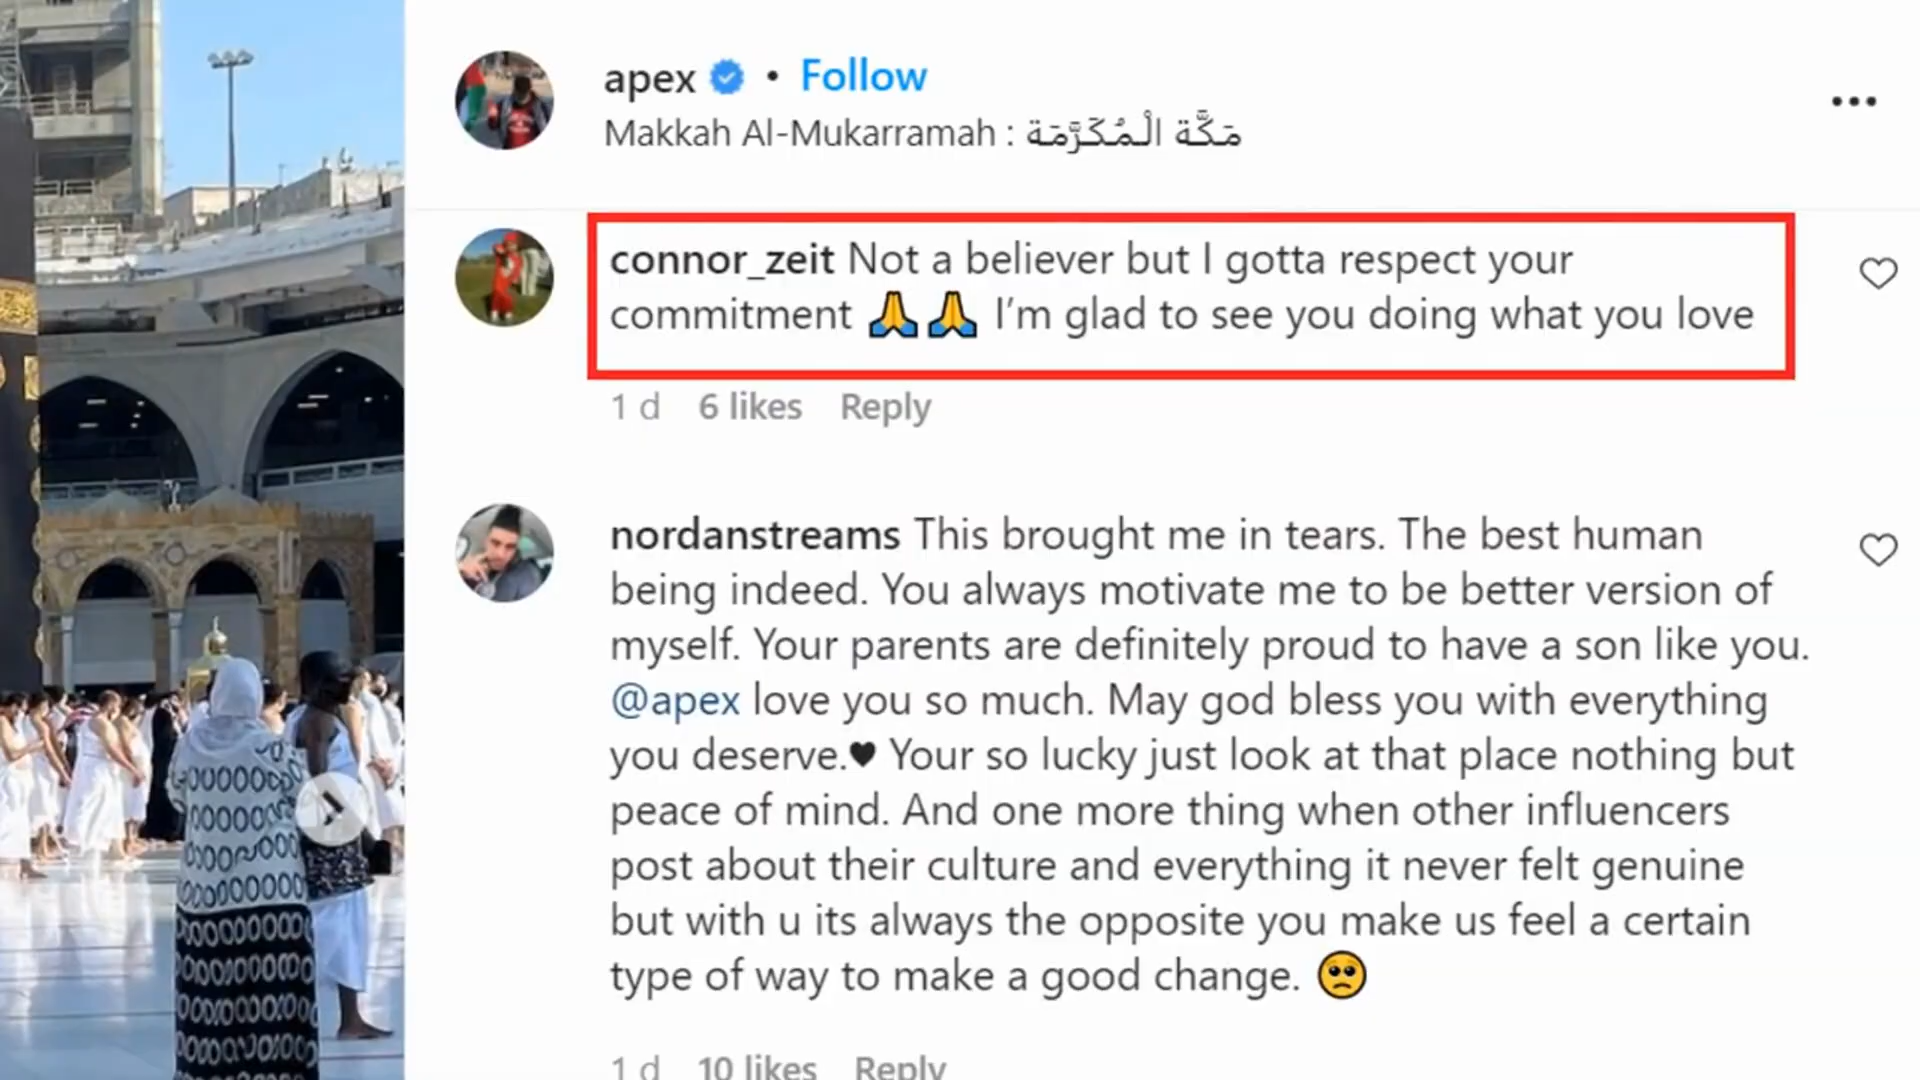 apex • Follow
Makkah Al-Mukarramah : مَكَّة الْمُكَرَّمَة
connor_zeit Not a believer but I gotta respect your
commitment 🙏🙏 I’m glad to see you doing what you love
1 d 6 likes Reply
nordanstreams This brought me in tears. The best human
being indeed. You always motivate me to be better version of
myself. Your parents are definitely proud to have a son like you.
@apex love you so much. May god bless you with everything
you deserve.♥ Your so lucky just look at that place nothing but
peace of mind. And one more thing when other influencers
post about their culture and everything it never felt genuine
but with u its always the opposite you make us feel a certain
type of way to make a good change. 🥺
1 d 10 likes Reply